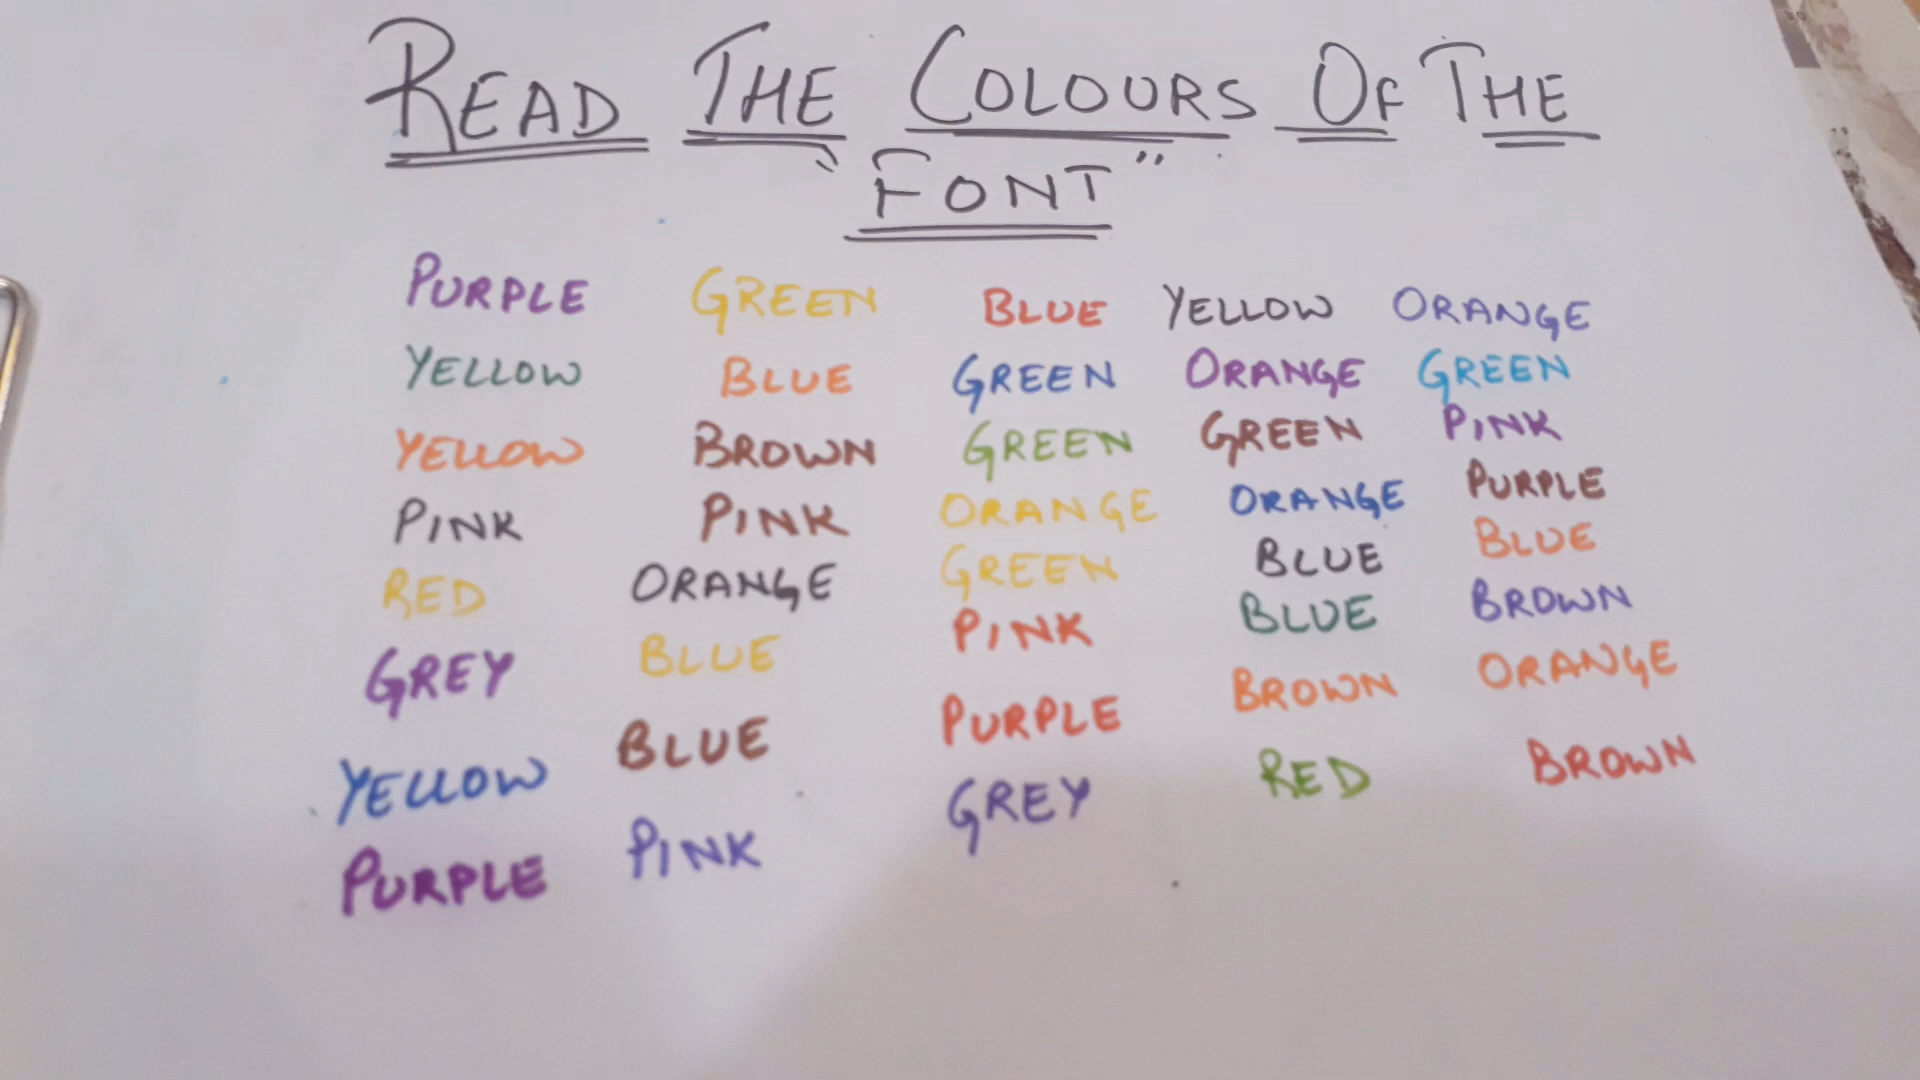 READ THE COLOURS OF THE
"FONT"
PURPLE GREEN BLUE YELLOW ORANGE
YELLOW BLUE GREEN ORANGE GREEN
YELLOW BROWN GREEN GREEN PINK
PINK PINK ORANGE ORANGE PURPLE
RED ORANGE GREEN BLUE BLUE
GREY BLUE PINK BLUE BROWN
YELLOW BLUE PURPLE BROWN ORANGE
PURPLE PINK GREY RED BROWN